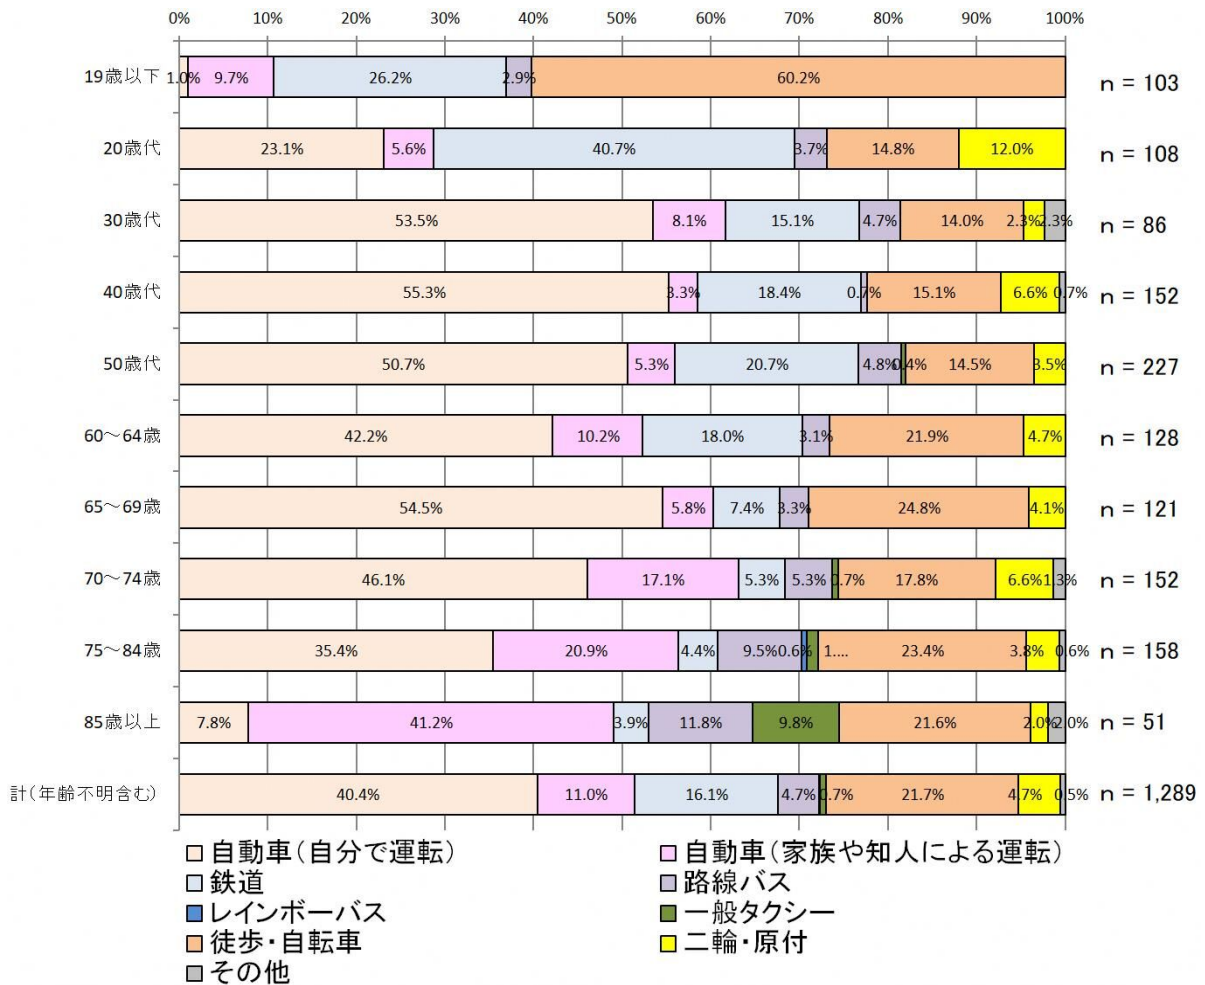 0% 10% 20% 30% 40% 50% 60% 70% 80% 90% 100%
19歳以下 1.0% 9.7% 26.2% 2.9% 60.2% n = 103
20歳代 23.1% 5.6% 40.7% 3.7% 14.8% 12.0% n = 108
30歳代 53.5% 8.1% 15.1% 4.7% 14.0% 2.3% 2.3% n = 86
40歳代 55.3% 3.3% 18.4% 0.7% 15.1% 6.6% 0.7% n = 152
50歳代 50.7% 5.3% 20.7% 4.8% 0.4% 14.5% 3.5% n = 227
60～64歳 42.2% 10.2% 18.0% 3.1% 21.9% 4.7% n = 128
65～69歳 54.5% 5.8% 7.4% 3.3% 24.8% 4.1% n = 121
70～74歳 46.1% 17.1% 5.3% 5.3% 0.7% 17.8% 6.6% 1.3% n = 152
75～84歳 35.4% 20.9% 4.4% 9.5% 0.6% 1.... 23.4% 3.8% 0.6% n = 158
85歳以上 7.8% 41.2% 3.9% 11.8% 9.8% 21.6% 2.0% 2.0% n = 51
計（年齢不明含む） 40.4% 11.0% 16.1% 4.7% 0.7% 21.7% 4.7% 0.5% n = 1,289
自動車（自分で運転） 自動車（家族や知人による運転）
鉄道 路線バス
レインボーバス 一般タクシー
徒歩・自転車 二輪・原付
その他